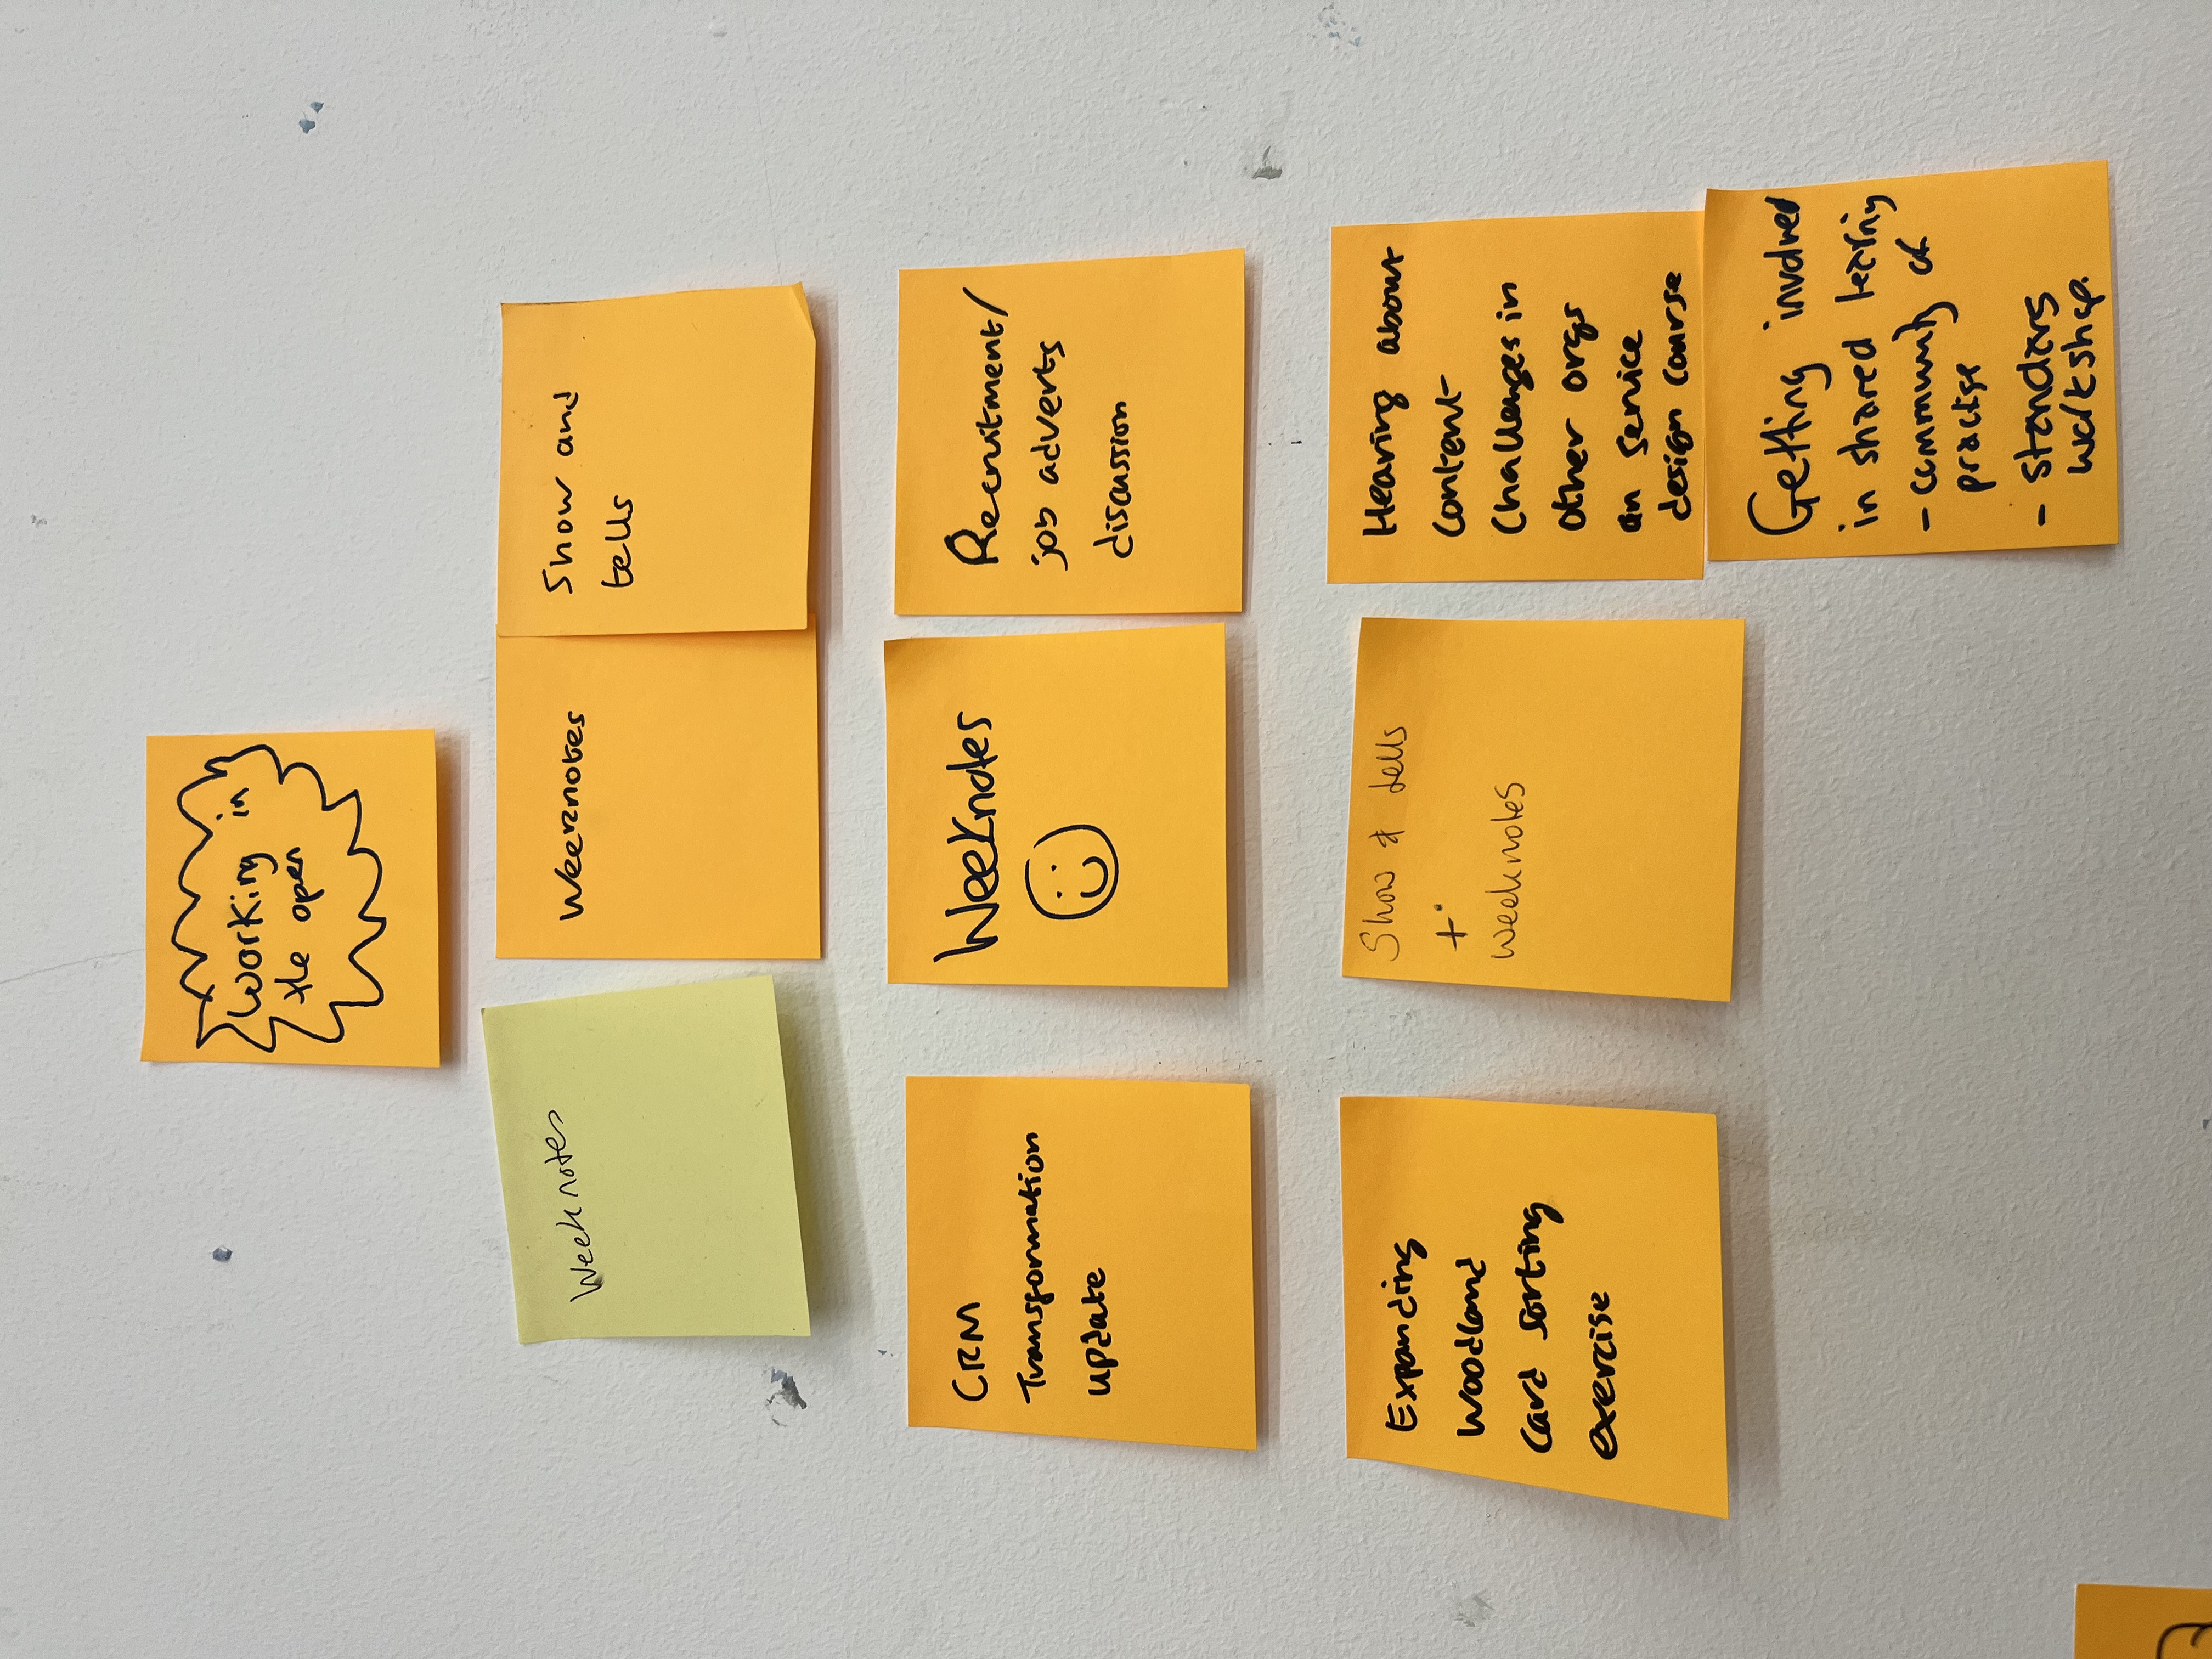 Working in
the open
Weeknotes
Weeknotes
Show and
tells
CRM
Transformation
update
Weeknotes
Recruitment/
job adverts
discussion
Expanding
Woodland
Card sorting
exercise
Show & tells
+
weeknotes
Hearing about
content
challenges in
other orgs
on service
design course
Getting involved
in shared learning
- community of
practise
- standars
workshop.